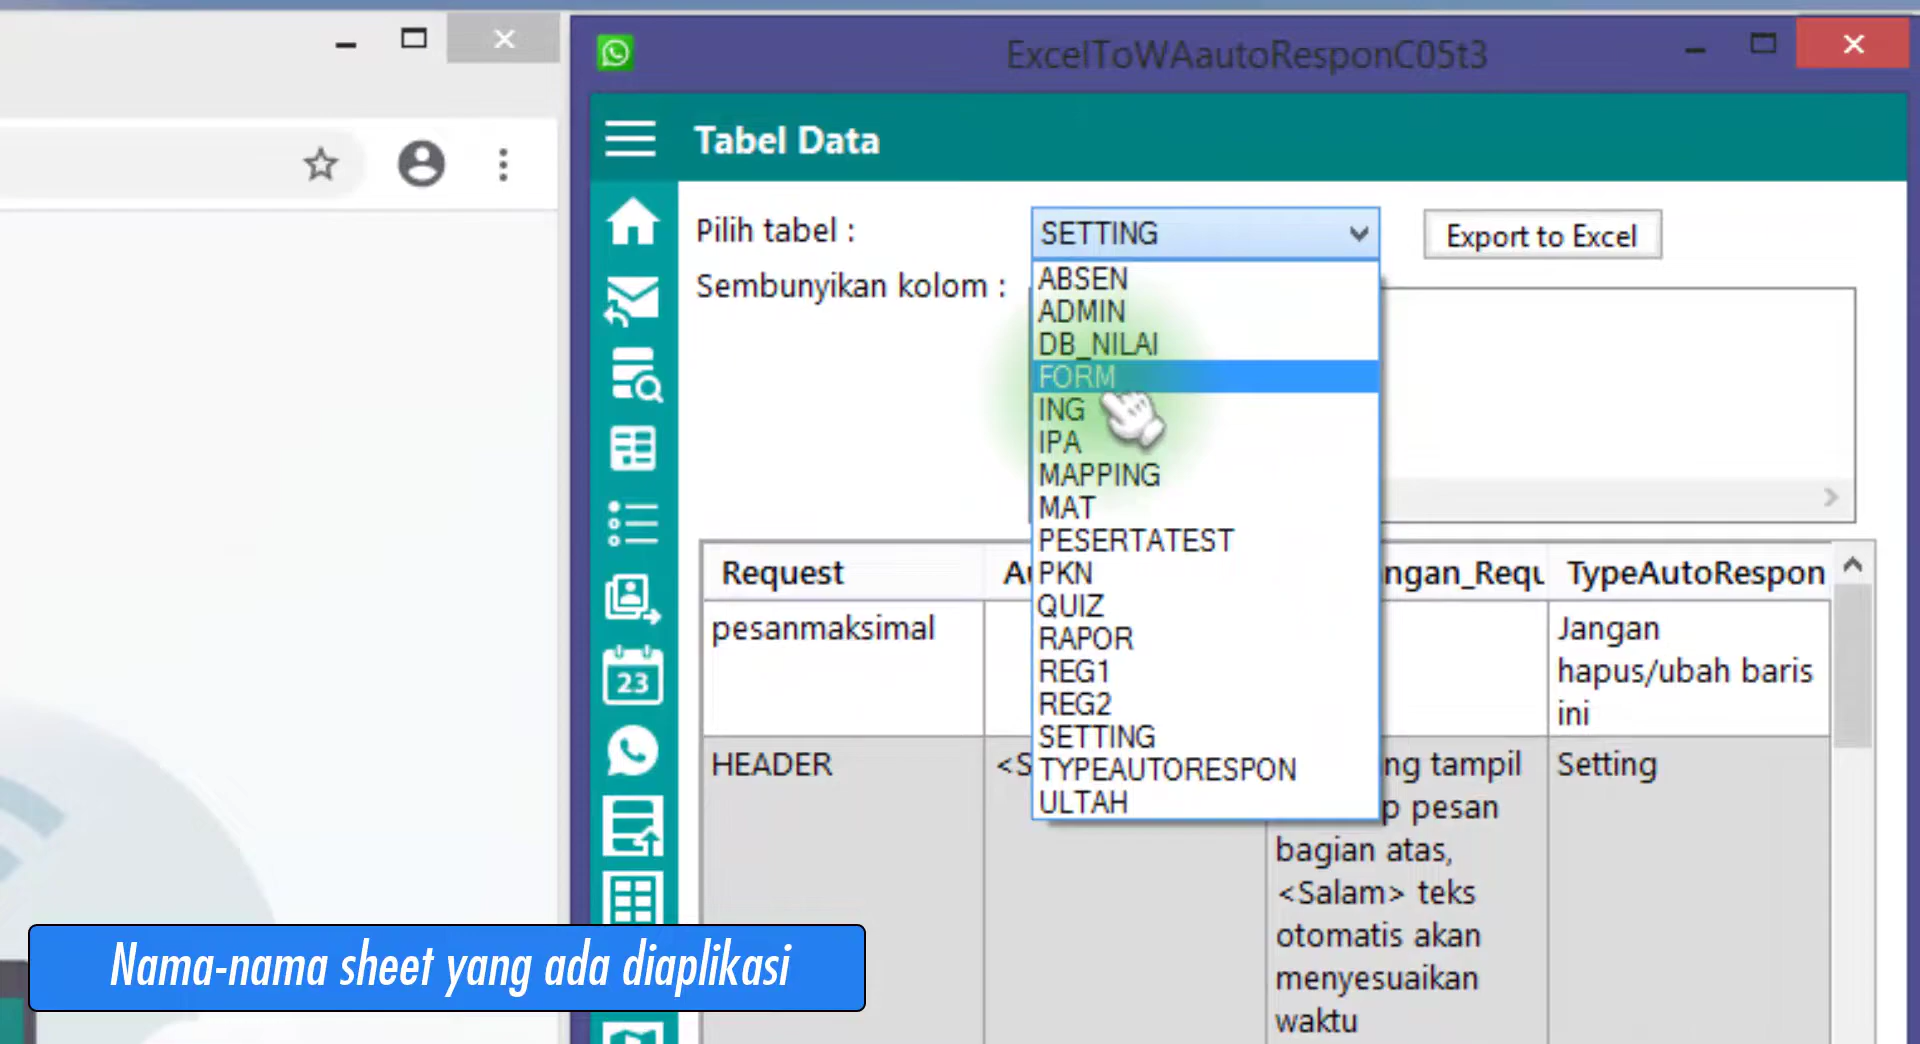 ExcelToWAautoResponC05t3
Tabel Data
Pilih tabel :
SETTING
Export to Excel
Sembunyikan kolom :
ABSEN
ADMIN
DB_NILAI
FORM
ING
IPA
MAPPING
MAT
PESERTATEST
PKN
QUIZ
RAPOR
REG1
REG2
SETTING
TYPEAUTORESPON
ULTAH
Request
TypeAutoRespon
pesanmaksimal
Jangan
hapus/ubah baris
ini
HEADER
tampil
pesan
bagian atas,
<Salam> teks
otomatis akan
menyesuaikan
waktu
Setting
23
Nama-nama sheet yang ada diaplikasi